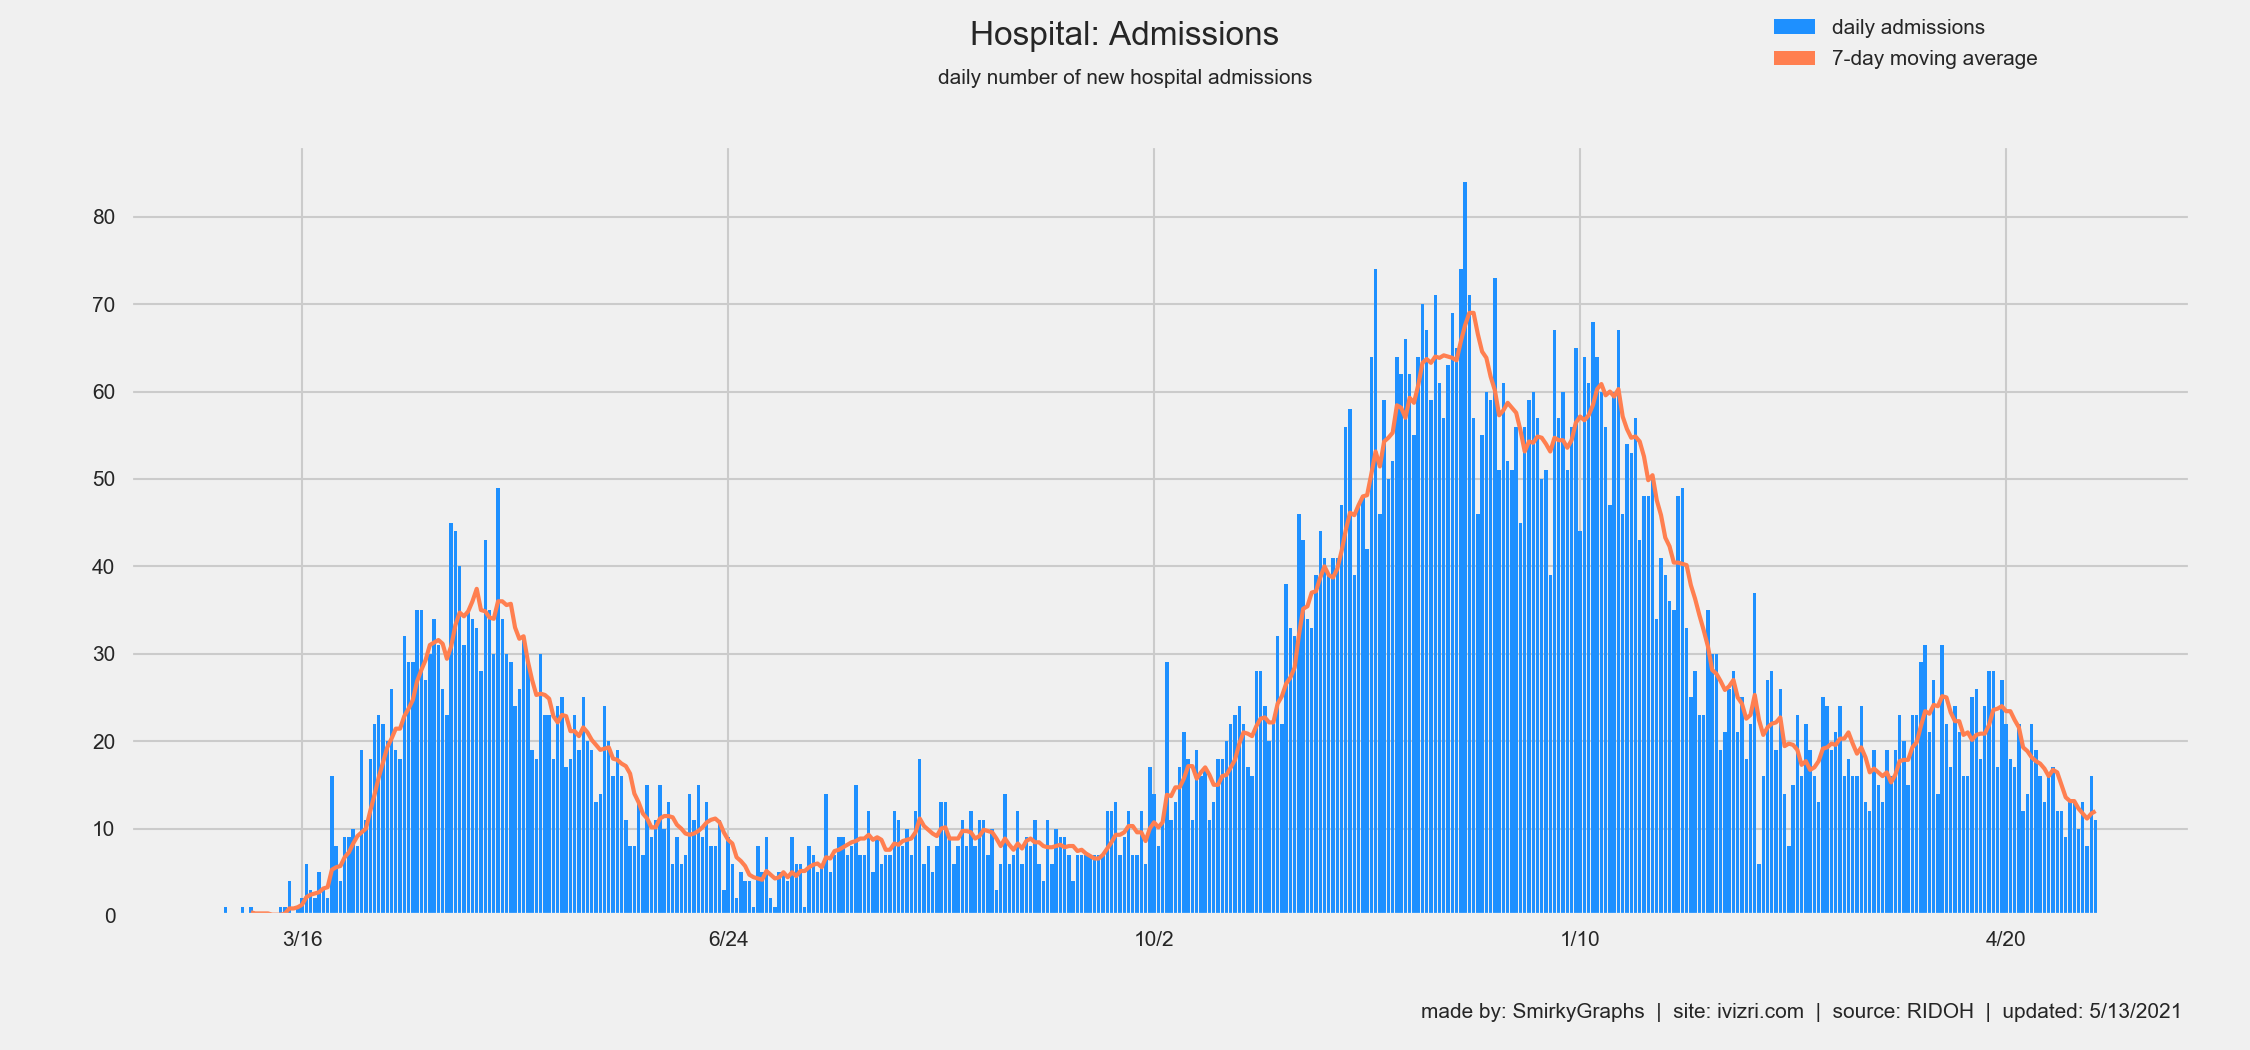 Hospital: Admissions
daily number of new hospital admissions
daily admissions
7-day moving average
80
70
60
50
40
30
20
10
0
3/16 6/24 10/2 1/10 4/20
made by: SmirkyGraphs | site: ivizri.com | source: RIDOH | updated: 5/13/2021